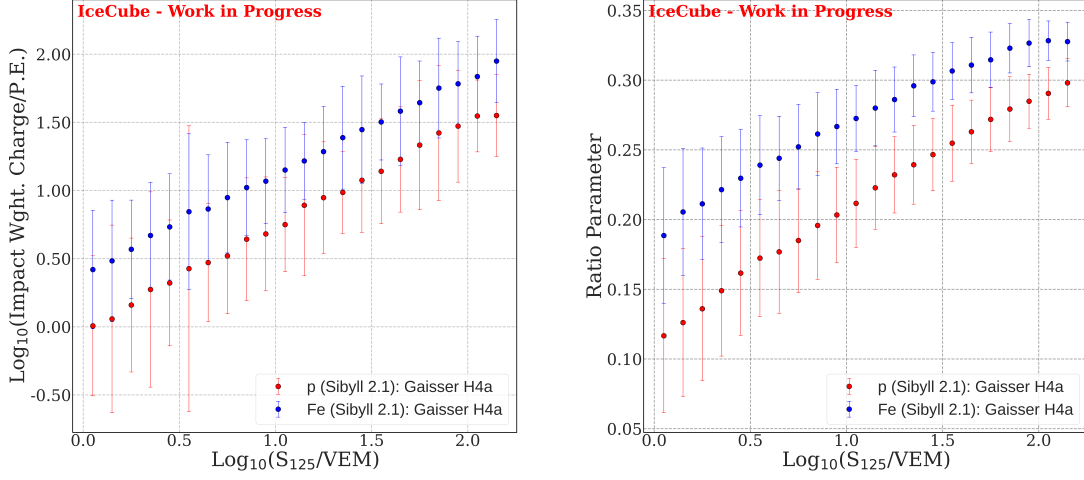 IceCube - Work in Progress
Log₁₀(Impact Wght. Charge/P.E.)
2.00
1.50
1.00
0.50
0.00
-0.50
p (Sibyll 2.1): Gaisser H4a
Fe (Sibyll 2.1): Gaisser H4a
0.0 0.5 1.0 1.5 2.0
Log₁₀(S₁₂₅/VEM)
IceCube - Work in Progress
Ratio Parameter
0.35
0.30
0.25
0.20
0.15
0.10
0.05
p (Sibyll 2.1): Gaisser H4a
Fe (Sibyll 2.1): Gaisser H4a
0.0 0.5 1.0 1.5 2.0
Log₁₀(S₁₂₅/VEM)